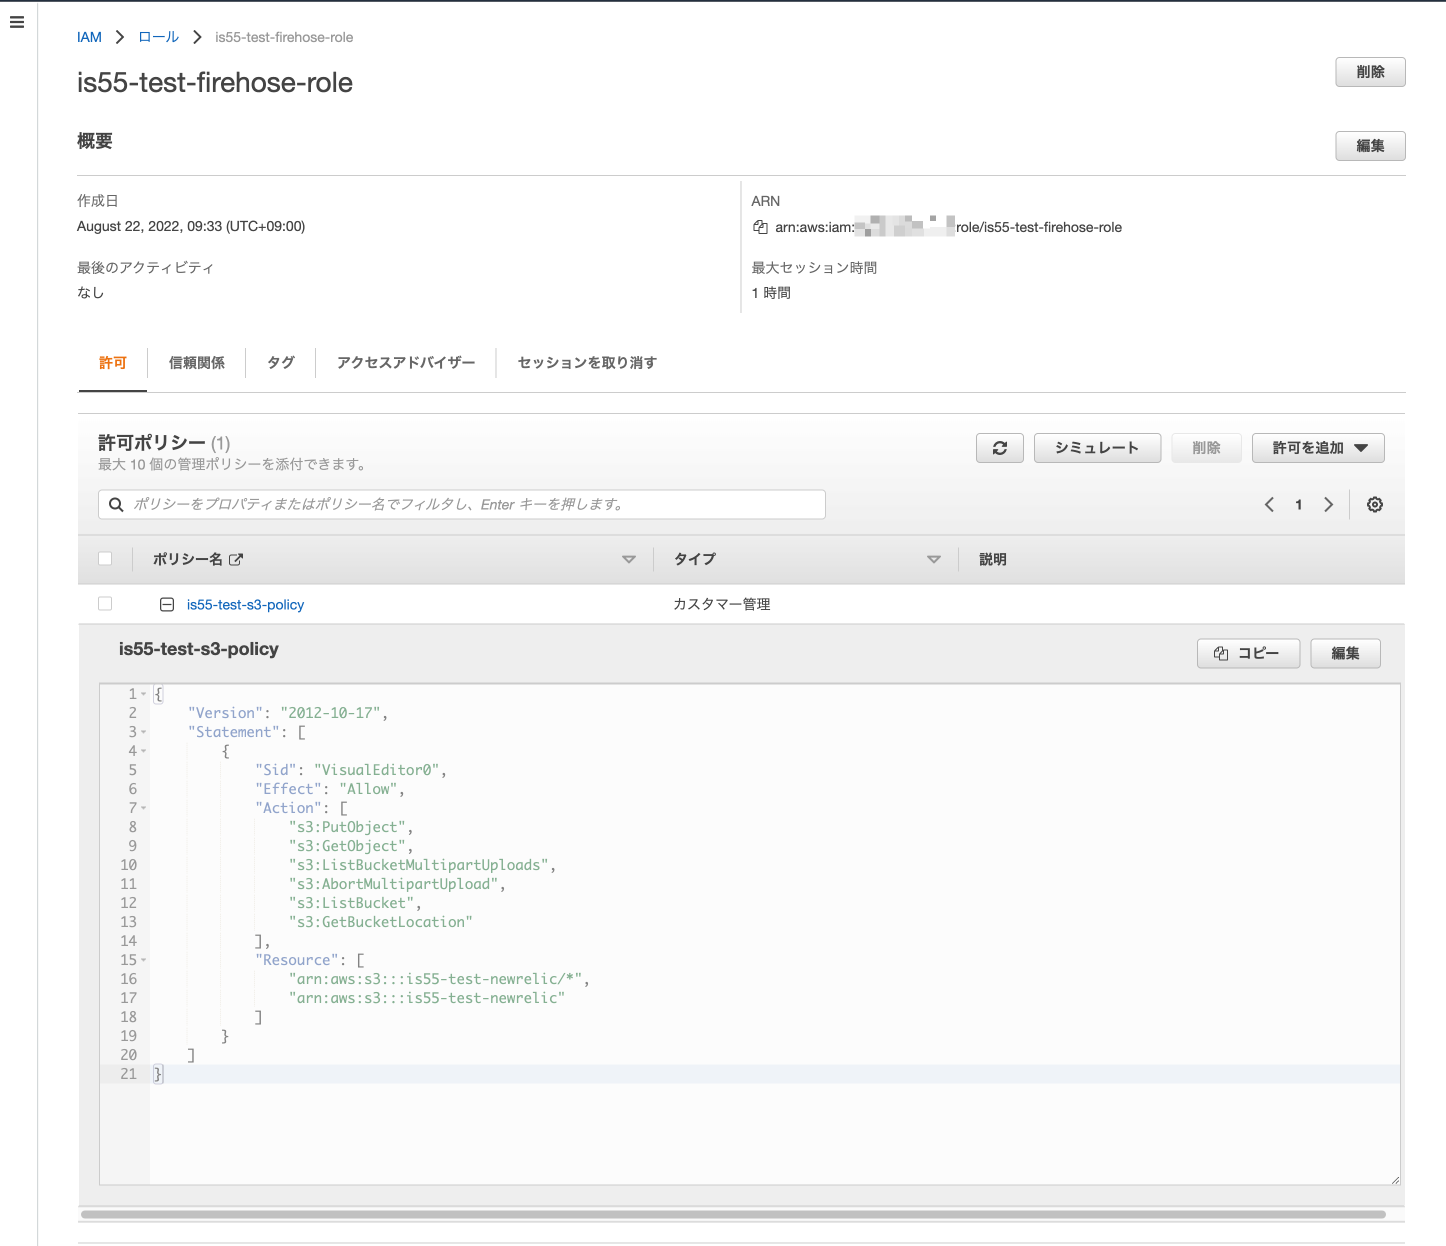 IAM > ロール > is55-test-firehose-role
is55-test-firehose-role
削除
概要
編集
作成日
August 22, 2022, 09:33 (UTC+09:00)
ARN
arn:aws:iam: role/is55-test-firehose-role
最後のアクティビティ
なし
最大セッション時間
1 時間
許可 信頼関係 タグ アクセスアドバイザー セッションを取り消す
許可ポリシー (1)
最大 10 個の管理ポリシーを添付できます。
シミュレート 削除 許可を追加
ポリシーをプロパティまたはポリシー名でフィルタし、Enter キーを押します。
1
ポリシー名 タイプ 説明
is55-test-s3-policy カスタマー管理
is55-test-s3-policy
コピー 編集
1 {
2 "Version": "2012-10-17",
3 "Statement": [
4 {
5 "Sid": "VisualEditor0",
6 "Effect": "Allow",
7 "Action": [
8 "s3:PutObject",
9 "s3:GetObject",
10 "s3:ListBucketMultipartUploads",
11 "s3:AbortMultipartUpload",
12 "s3:ListBucket",
13 "s3:GetBucketLocation"
14 ],
15 "Resource": [
16 "arn:aws:s3:::is55-test-newrelic/*",
17 "arn:aws:s3:::is55-test-newrelic"
18 ]
19 }
20 ]
21 }